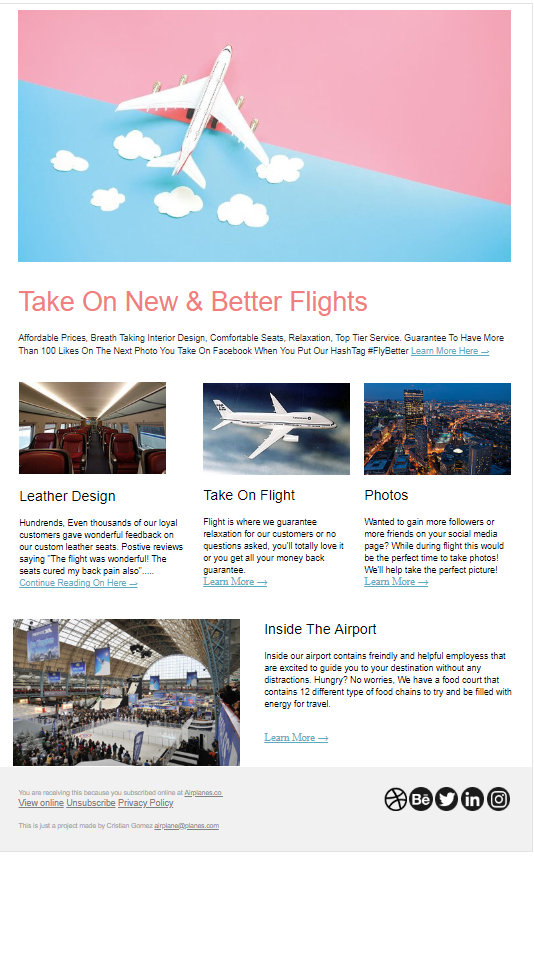 Take On New & Better Flights
Affordable Prices, Breath Taking Interior Design, Comfortable Seats, Relaxation, Top Tier Service. Guarantee To Have More
Than 100 Likes On The Next Photo You Take On Facebook When You Put Our HashTag #FlyBetter Learn More Here →
Leather Design
Hundrends, Even thousands of our loyal
customers gave wonderful feedback on
our custom leather seats. Postive reviews
saying "The flight was wonderful! The
seats cured my back pain also".....
Continue Reading On Here →
Take On Flight
Flight is where we guarantee
relaxation for our customers or no
questions asked, you'll totally love it
or you get all your money back
guarantee.
Learn More →
Photos
Wanted to gain more followers or
more friends on your social media
page? While during flight this would
be the perfect time to take photos!
We'll help take the perfect picture!
Learn More →
Inside The Airport
Inside our airport contains freindly and helpful employess that
are excited to guide you to your destination without any
distractions. Hungry? No worries, We have a food court that
contains 12 different type of food chains to try and be filled with
energy for travel.
Learn More →
You are receiving this because you subscribed online at Airplanes.co
View online Unsubscribe Privacy Policy
Bē
in
This is just a project made by Cristian Gomez airplane@planes.com